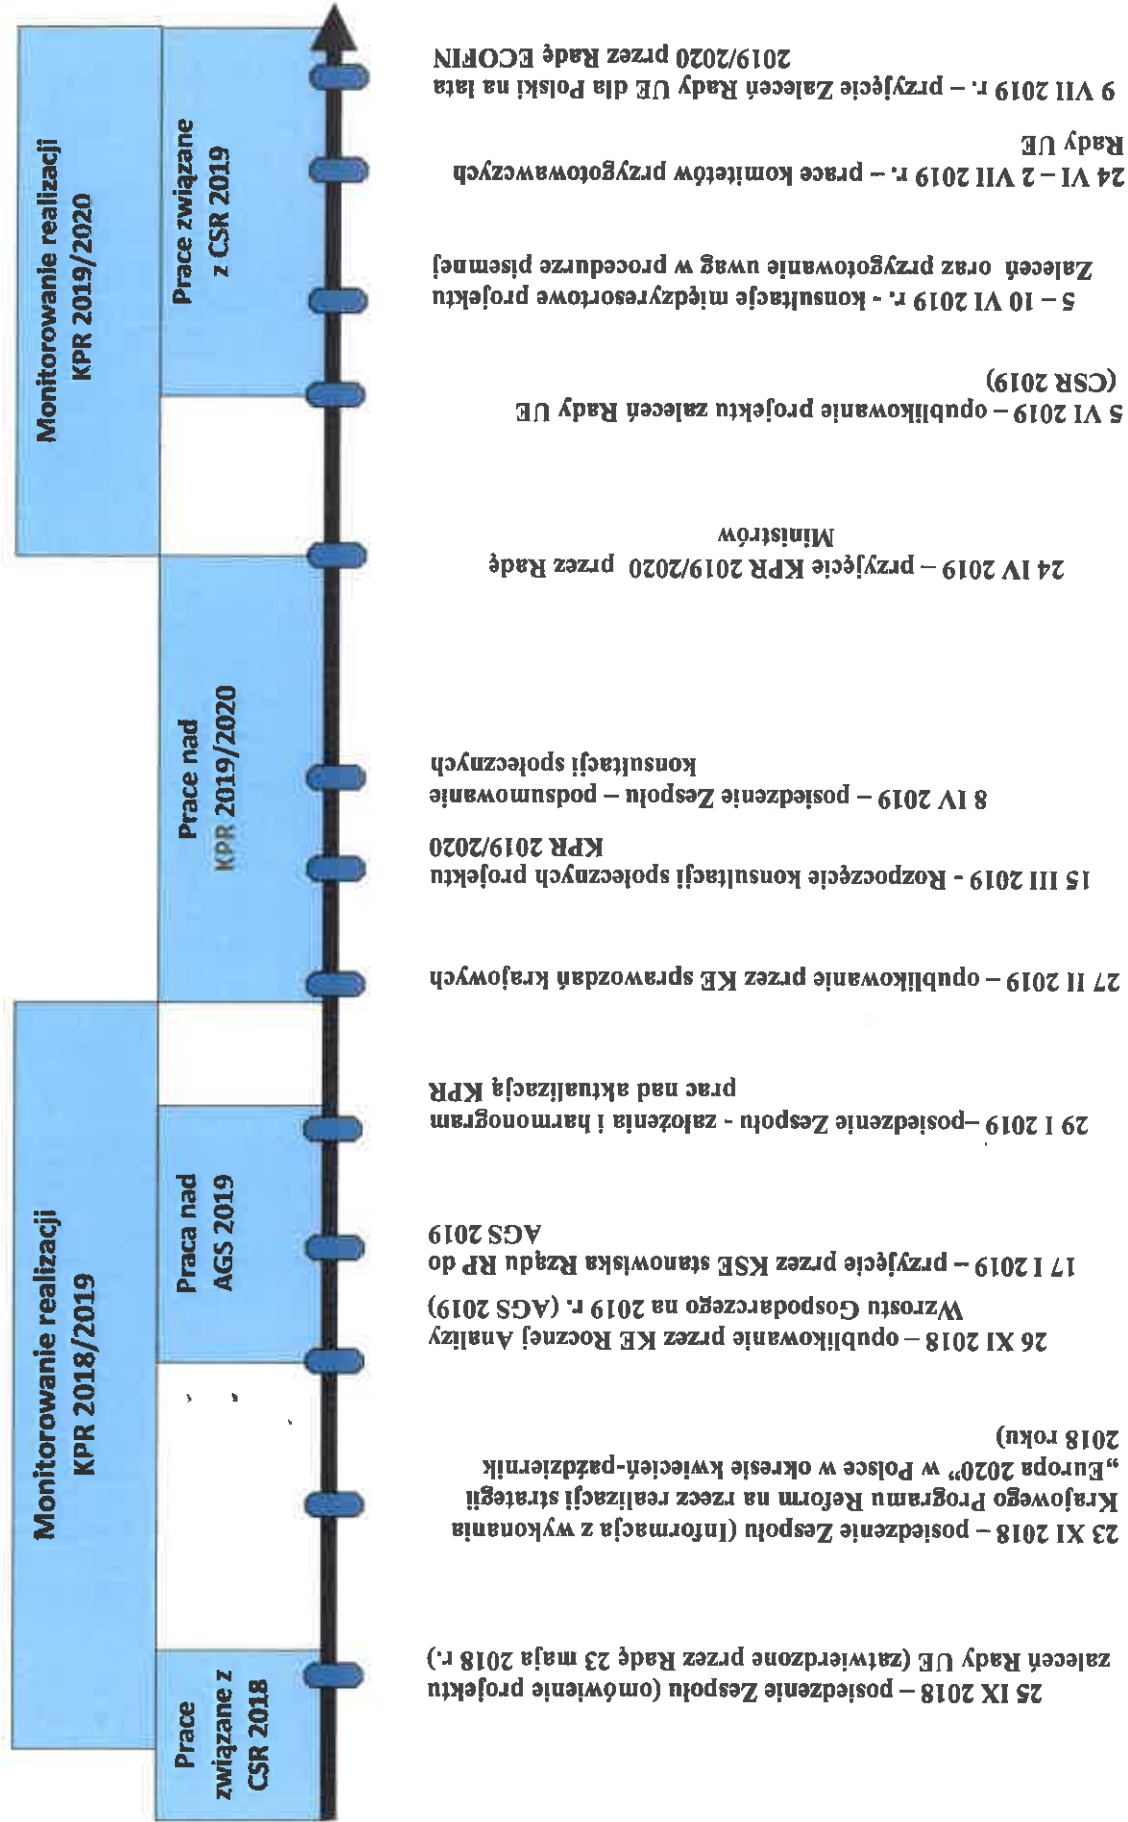 Monitorowanie realizacji
KPR 2018/2019
Monitorowanie realizacji
KPR 2019/2020
Prace
związane z
CSR 2018
Praca nad
AGS 2019
Prace nad
KPR 2019/2020
Prace związane
z CSR 2019
25 IX 2018 – posiedzenie Zespołu (omówienie projektu
zaleceń Rady UE (zatwierdzone przez Radę 23 maja 2018 r.)
23 XI 2018 – posiedzenie Zespołu (Informacja z wykonania
Krajowego Programu Reform na rzecz realizacji strategii
„Europa 2020” w Polsce w okresie kwiecień-październik
2018 roku)
26 XI 2018 – opublikowanie przez KE Rocznej Analizy
Wzrostu Gospodarczego na 2019 r. (AGS 2019)
17 I 2019 – przyjęcie przez KSE stanowiska Rządu RP do
AGS 2019
29 I 2019 –posiedzenie Zespołu - założenia i harmonogram
prac nad aktualizacją KPR
27 II 2019 – opublikowanie przez KE sprawozdań krajowych
15 III 2019 - Rozpoczęcie konsultacji społecznych projektu
KPR 2019/2020
8 IV 2019 – posiedzenie Zespołu – podsumowanie
konsultacji społecznych
24 IV 2019 – przyjęcie KPR 2019/2020 przez Radę
Ministrów
5 VI 2019 – opublikowanie projektu zaleceń Rady UE
(CSR 2019)
5 – 10 VI 2019 r. - konsultacje międzyresortowe projektu
Zaleceń oraz przygotowanie uwag w procedurze pisemnej
24 VI – 2 VII 2019 r. – prace komitetów przygotowawczych
Rady UE
9 VII 2019 r. – przyjęcie Zaleceń Rady UE dla Polski na lata
2019/2020 przez Radę ECOFIN